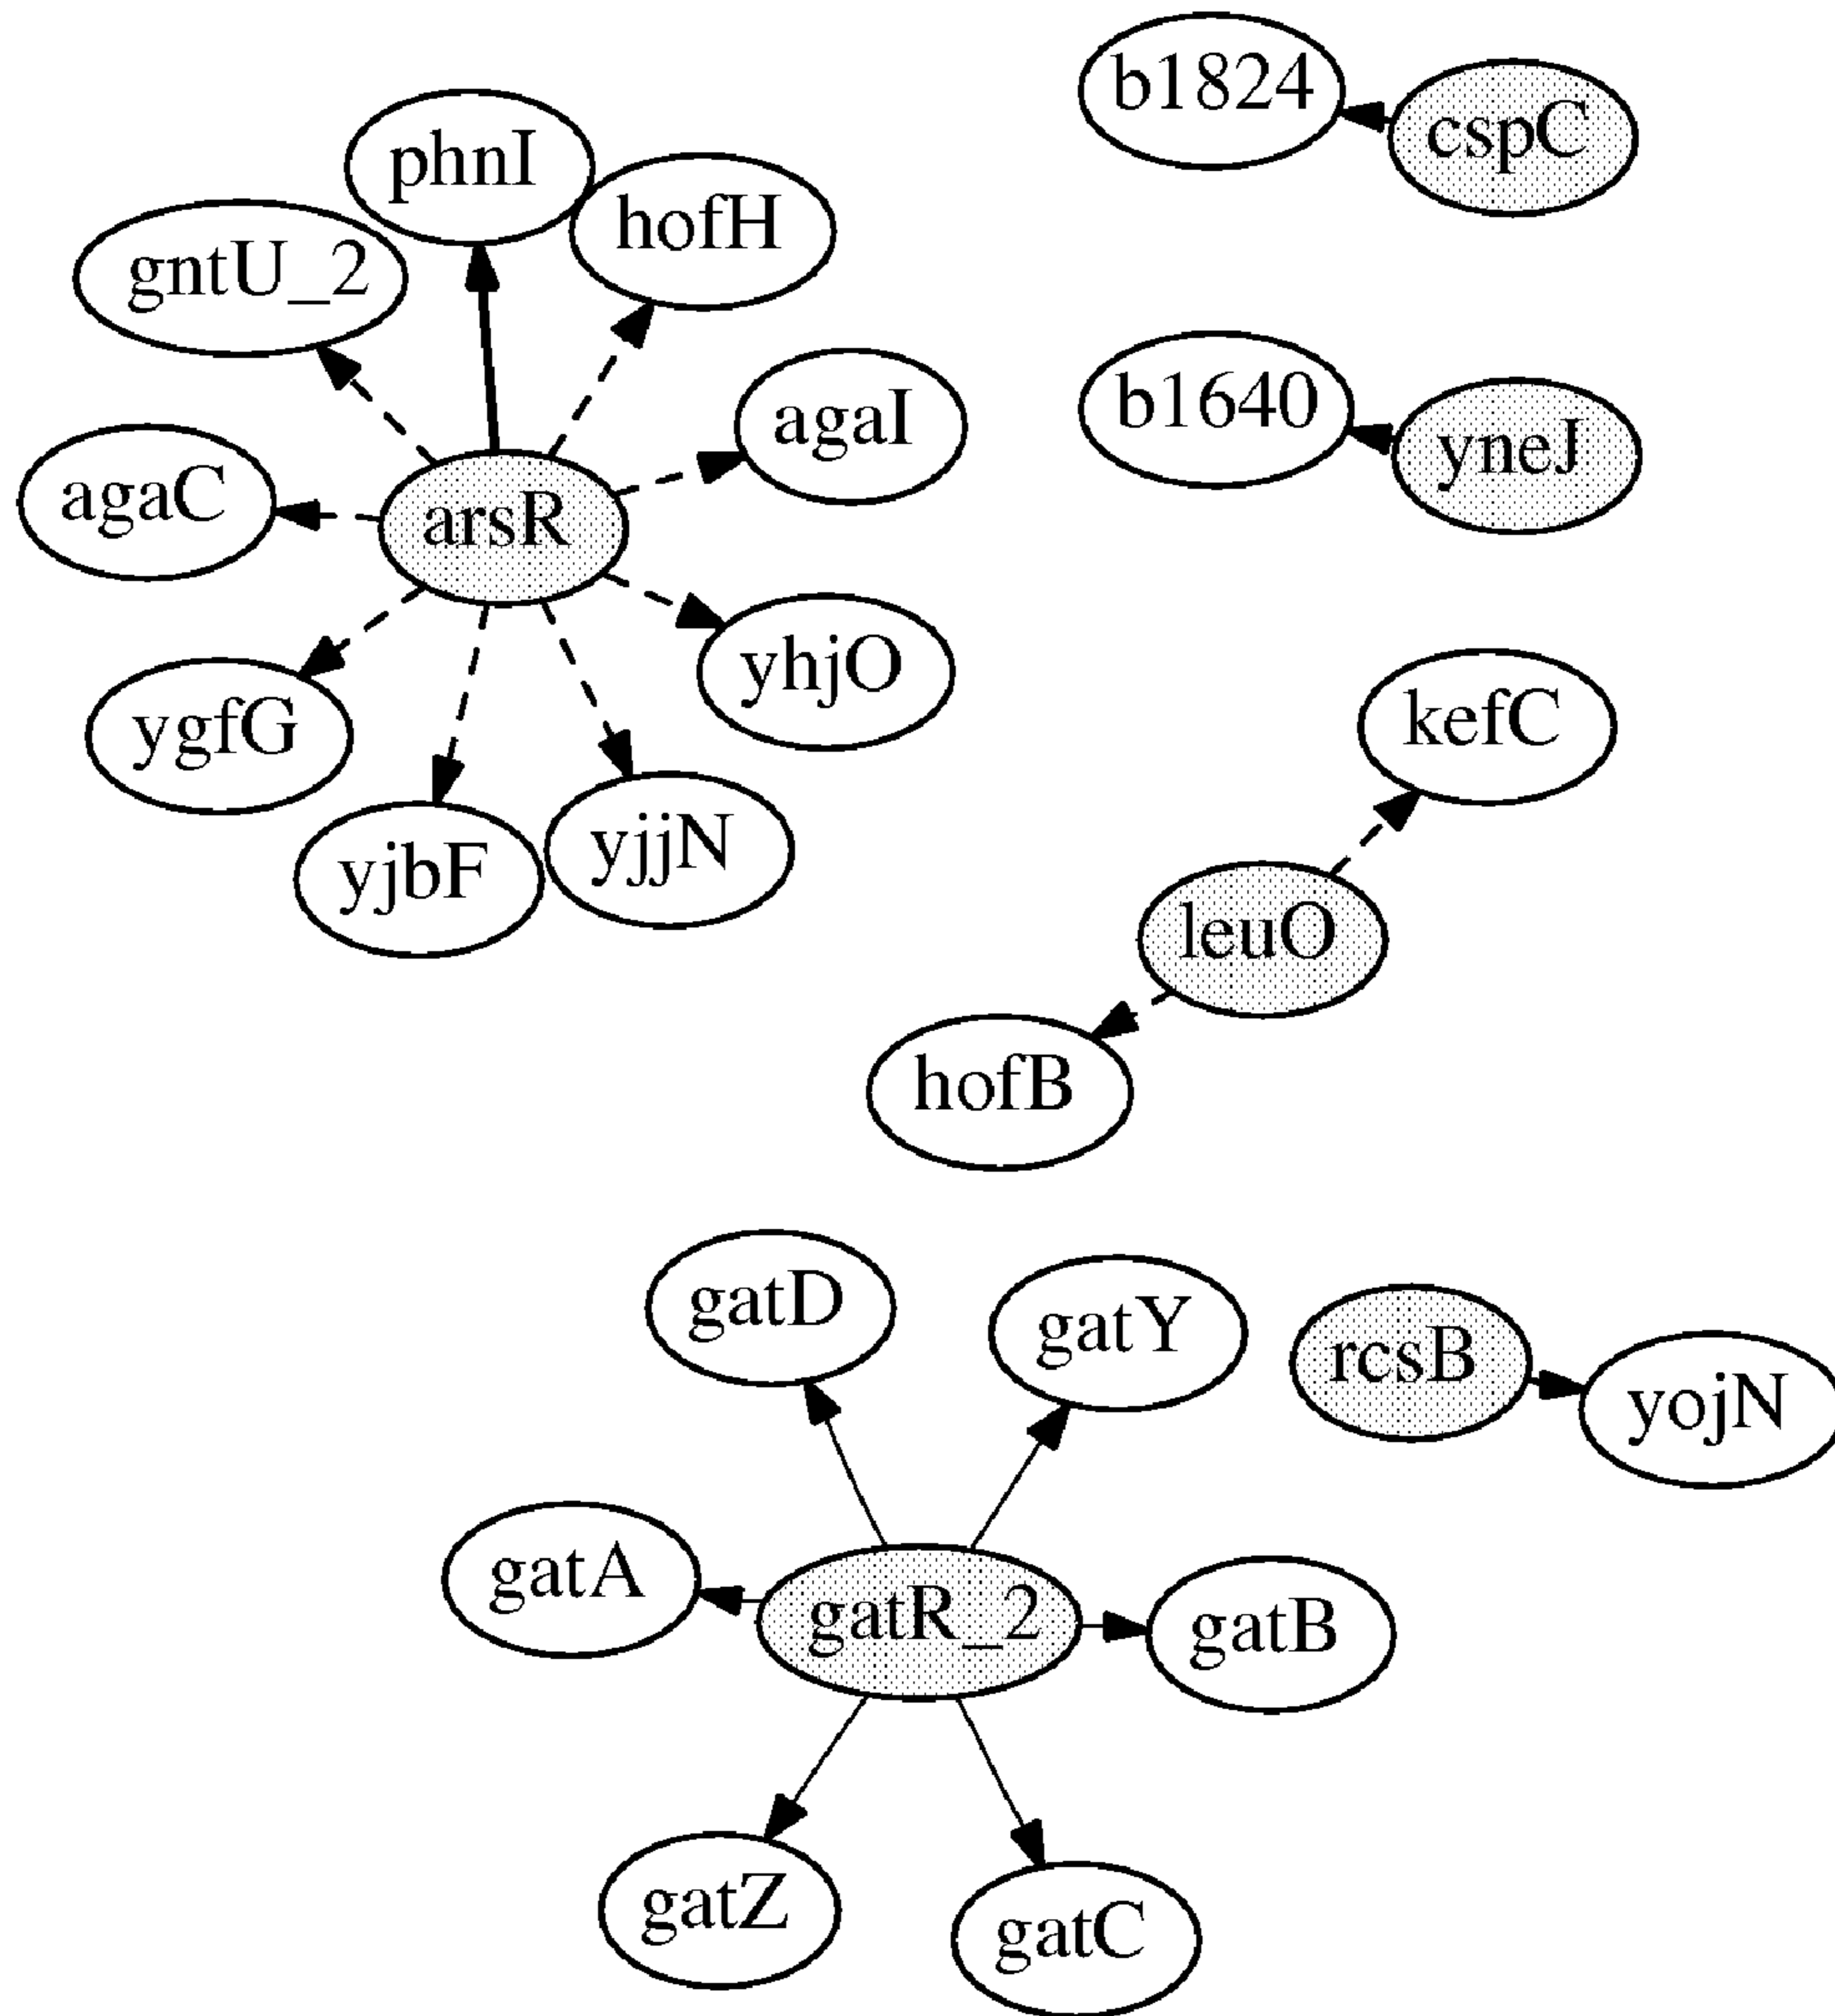 b1824
cspC
phnI
hofH
gntU_2
b1640
yneJ
agaI
agaC
arsR
yhjO
ygfG
kefC
yjbF
yjjN
leuO
hofB
gatD
gatY
rcsB
yojN
gatA
gatR_2
gatB
gatZ
gatC